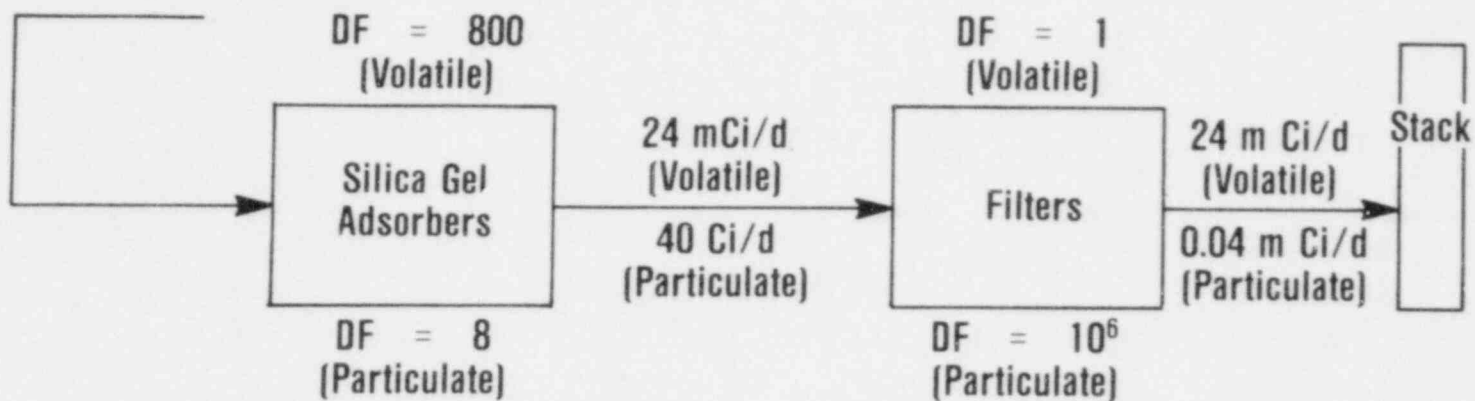 DF = 800
(Volatile)
Silica Gel
Adsorbers
DF = 8
(Particulate)
24 mCi/d
(Volatile)
40 Ci/d
(Particulate)
DF = 1
(Volatile)
Filters
DF = 10⁶
(Particulate)
24 m Ci/d
(Volatile)
0.04 m Ci/d
(Particulate)
Stack